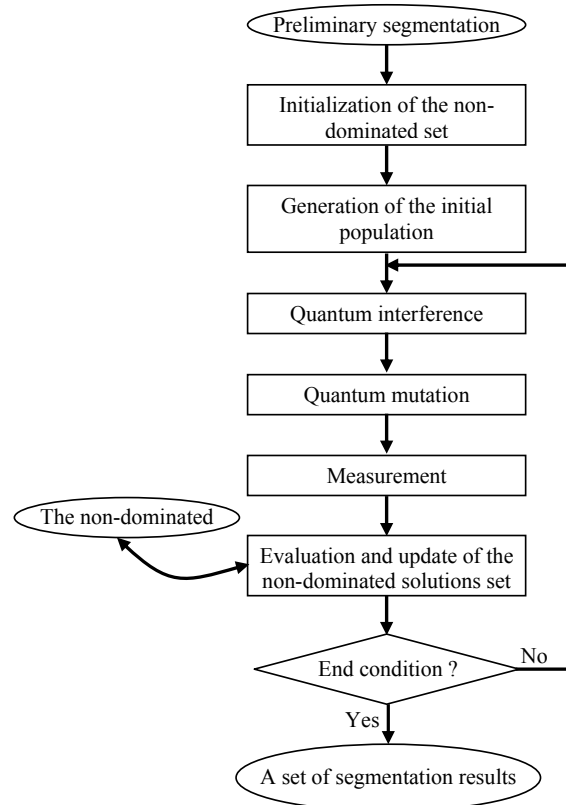 Preliminary segmentation
Initialization of the non-
dominated set
Generation of the initial
population
Quantum interference
Quantum mutation
Measurement
The non-dominated
Evaluation and update of the
non-dominated solutions set
End condition ?
No
Yes
A set of segmentation results